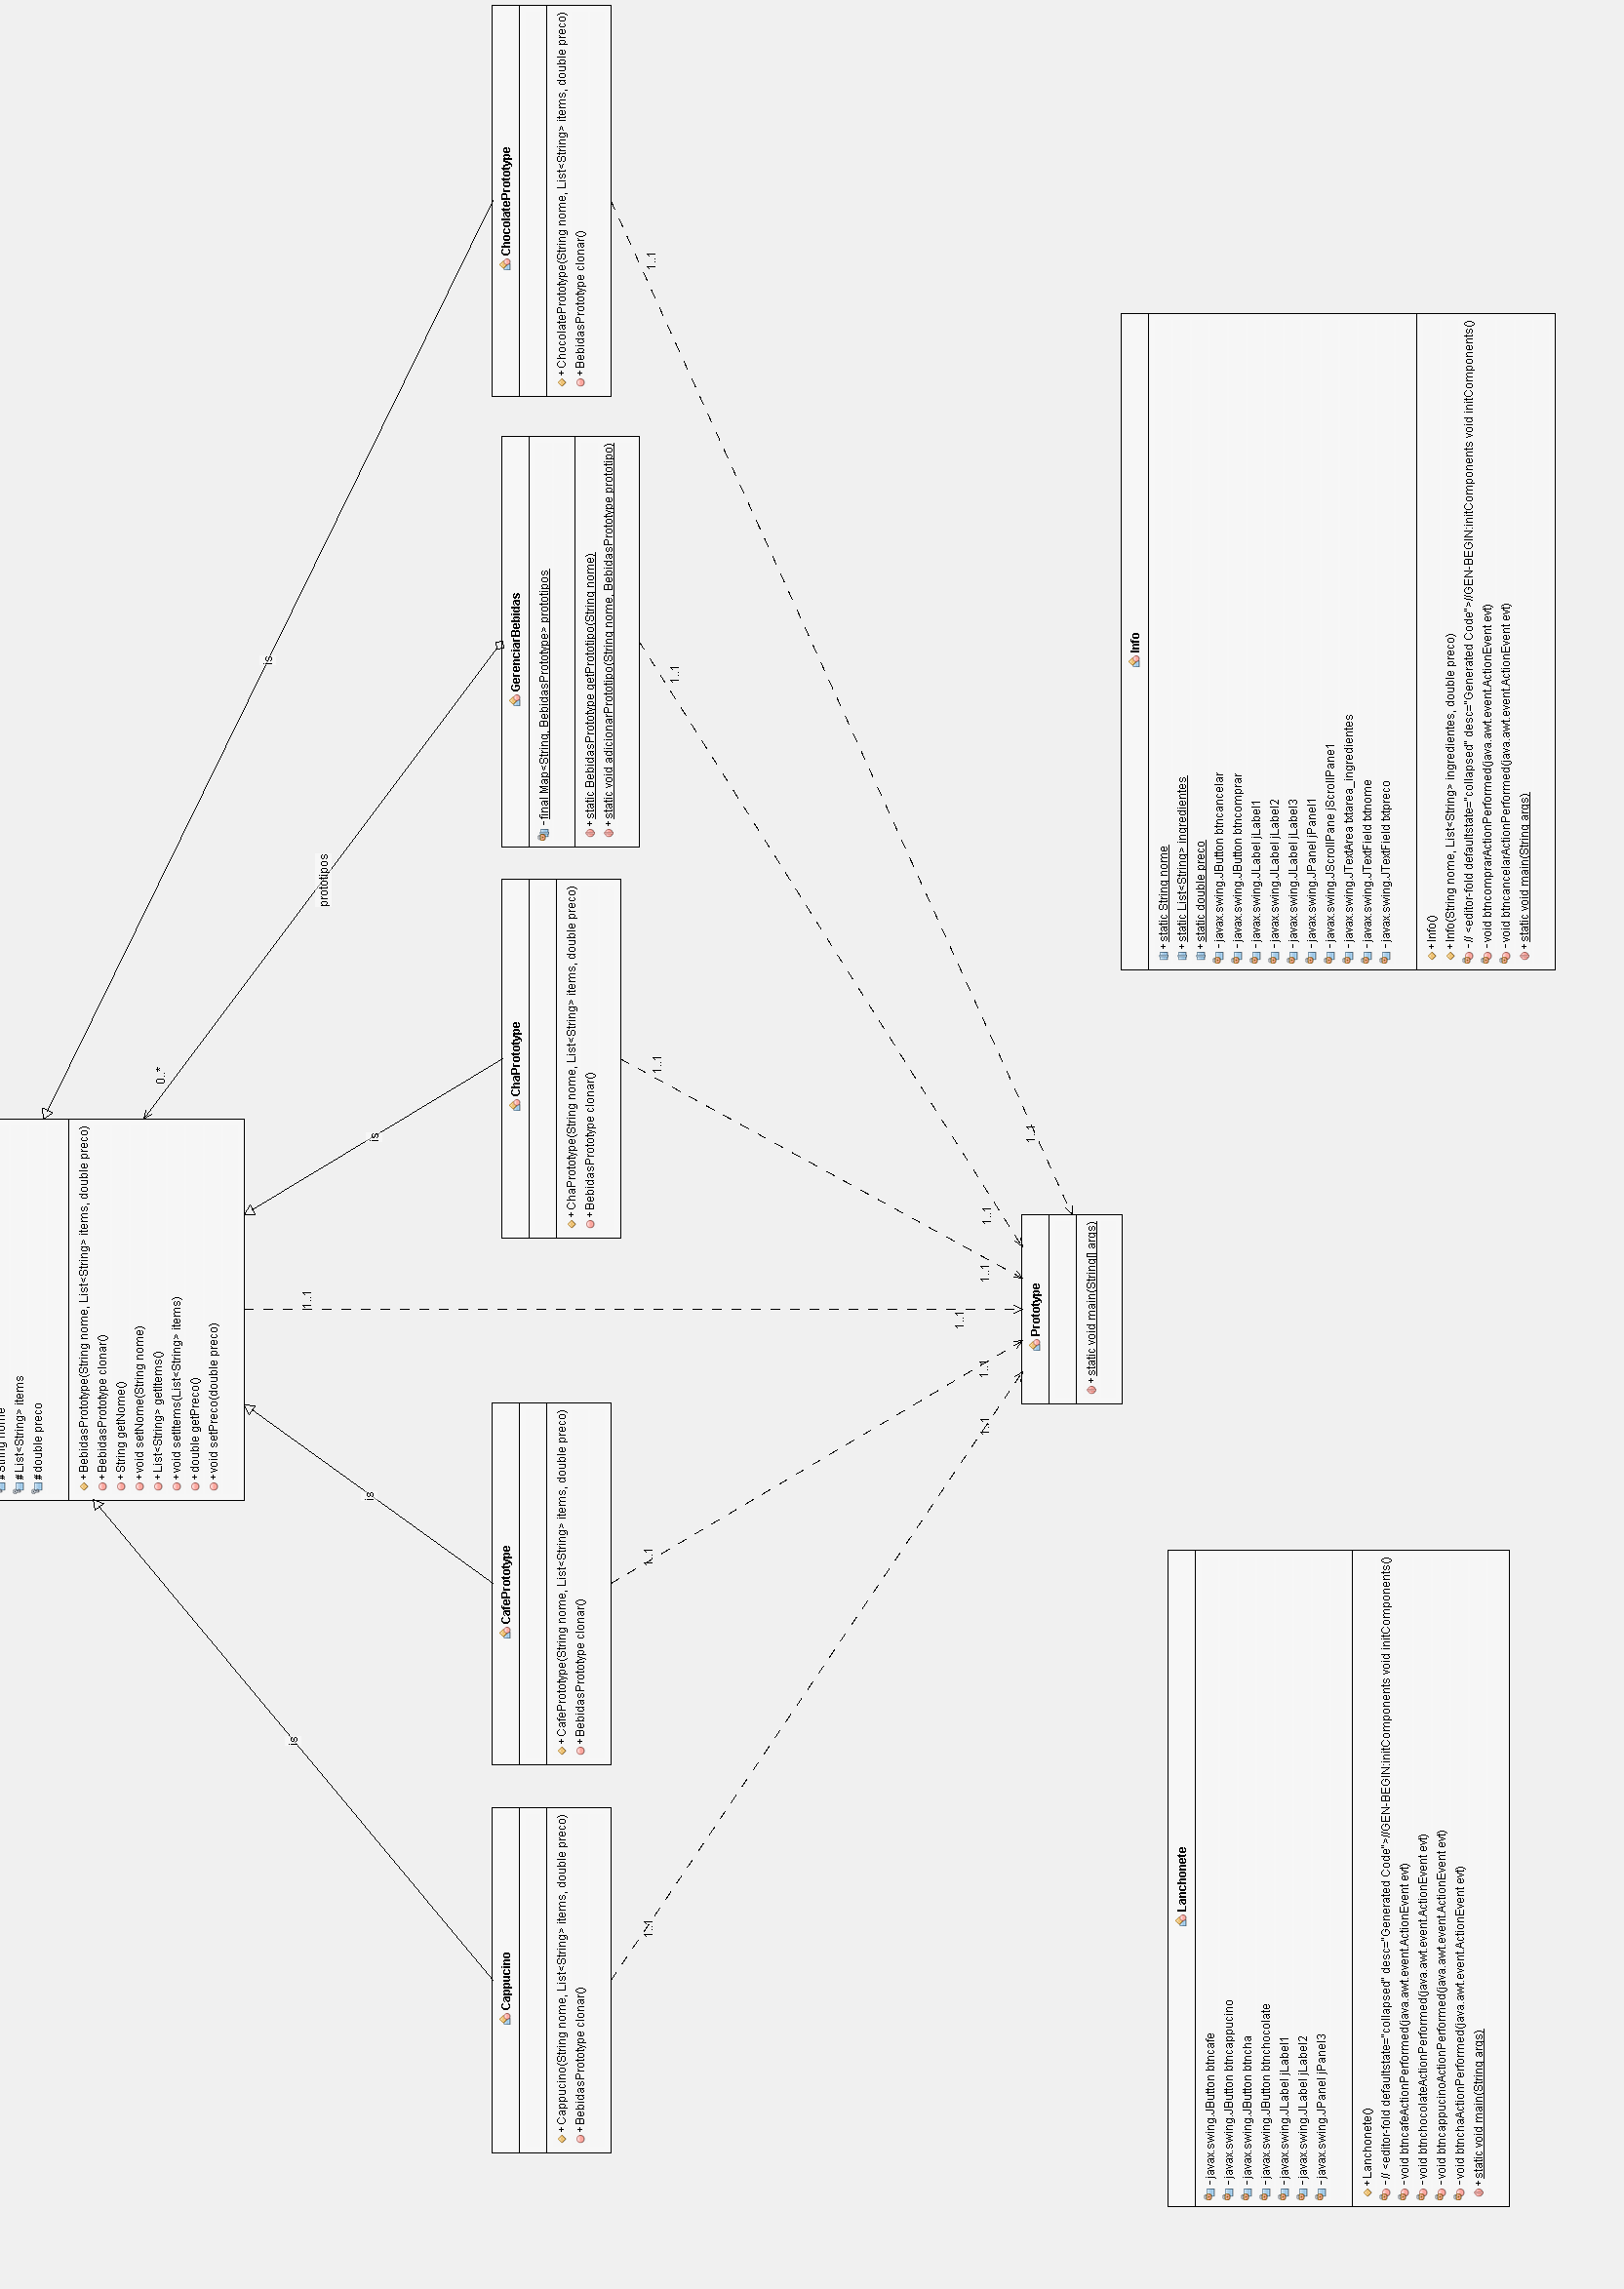 # String nome
# List<String> items
# double preco
+ BebidasPrototype(String nome, List<String> items, double preco)
+ BebidasPrototype clonar()
+ String getNome()
+ void setNome(String nome)
+ List<String> getItems()
+ void setItems(List<String> items)
+ double getPreco()
+ void setPreco(double preco)
is
is
1..1
is
prototipos
0..*
is
Cappucino
+ Cappucino(String nome, List<String> items, double preco)
+ BebidasPrototype clonar()
CafePrototype
+ CafePrototype(String nome, List<String> items, double preco)
+ BebidasPrototype clonar()
ChaPrototype
+ ChaPrototype(String nome, List<String> items, double preco)
+ BebidasPrototype clonar()
GerenciarBebidas
- final Map<String, BebidasPrototype> prototipos
+ static BebidasPrototype getPrototipo(String nome)
+ static void adicionarPrototipo(String nome, BebidasPrototype prototipo)
ChocolatePrototype
+ ChocolatePrototype(String nome, List<String> items, double preco)
+ BebidasPrototype clonar()
1..1
1..1
1..1
1..1
1..1
1..1
1..1
1..1
1..1
1..1
1..1
Prototype
+ static void main(String[] args)
Lanchonete
- javax.swing.JButton btncafe
- javax.swing.JButton btncappucino
- javax.swing.JButton btncha
- javax.swing.JButton btnchocolate
- javax.swing.JLabel jLabel1
- javax.swing.JLabel jLabel2
- javax.swing.JPanel jPanel3
+ Lanchonete()
- // <editor-fold defaultstate="collapsed" desc="Generated Code">//GEN-BEGIN:initComponents void initComponents()
- void btncafeActionPerformed(java.awt.event.ActionEvent evt)
- void btnchocolateActionPerformed(java.awt.event.ActionEvent evt)
- void btncappucinoActionPerformed(java.awt.event.ActionEvent evt)
- void btnchaActionPerformed(java.awt.event.ActionEvent evt)
+ static void main(String args)
Info
+ static String nome
+ static List<String> ingredientes
+ static double preco
- javax.swing.JButton btncancelar
- javax.swing.JButton btncomprar
- javax.swing.JLabel jLabel1
- javax.swing.JLabel jLabel2
- javax.swing.JLabel jLabel3
- javax.swing.JPanel jPanel1
- javax.swing.JScrollPane jScrollPane1
- javax.swing.JTextArea txtarea_ingredientes
- javax.swing.JTextField txtnome
- javax.swing.JTextField txtpreco
+ Info()
+ Info(String nome, List<String> ingredientes, double preco)
- // <editor-fold defaultstate="collapsed" desc="Generated Code">//GEN-BEGIN:initComponents void initComponents()
- void btncomprarActionPerformed(java.awt.event.ActionEvent evt)
- void btncancelarActionPerformed(java.awt.event.ActionEvent evt)
+ static void main(String args)